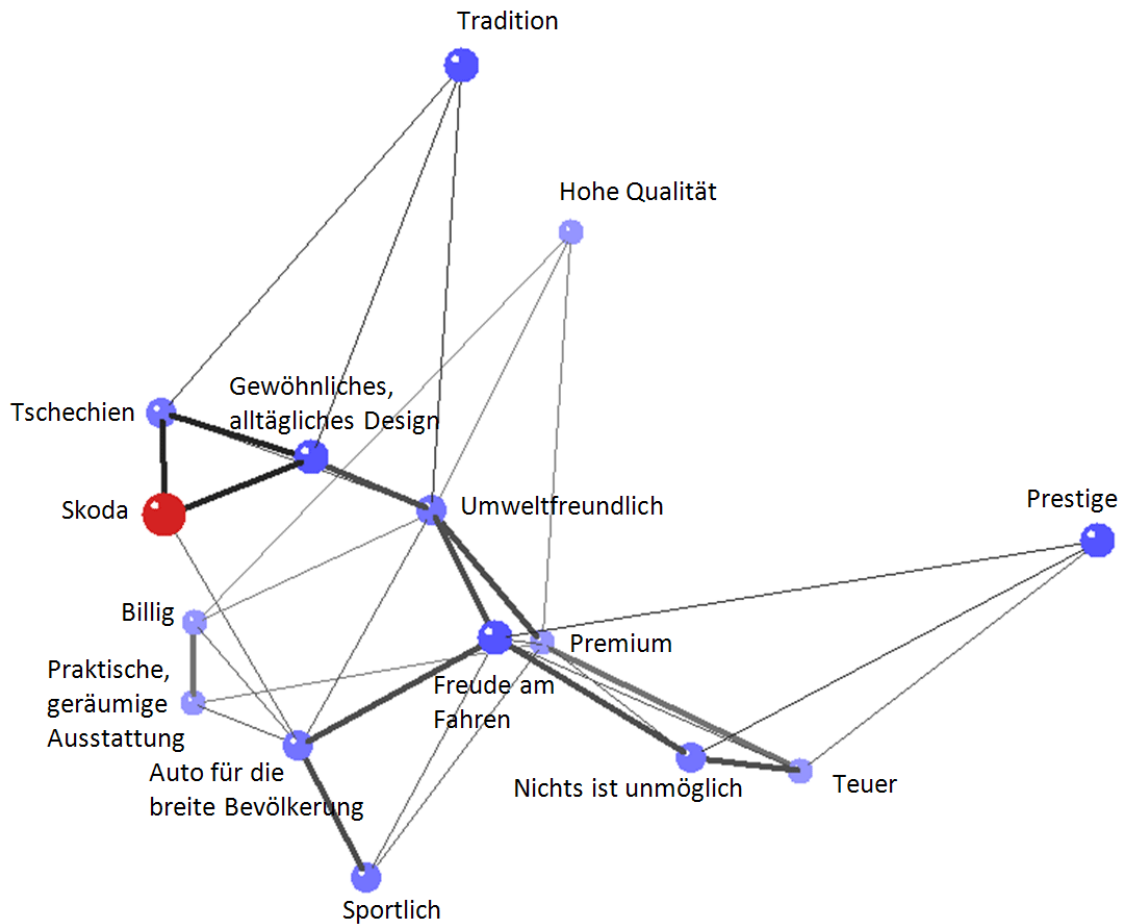 Tradition
Hohe Qualität
Gewöhnliches,
alltägliches Design
Tschechien
Skoda
Umweltfreundlich
Prestige
Billig
Premium
Praktische,
geräumige
Ausstattung
Freude am
Fahren
Auto für die
breite Bevölkerung
Nichts ist unmöglich
Teuer
Sportlich